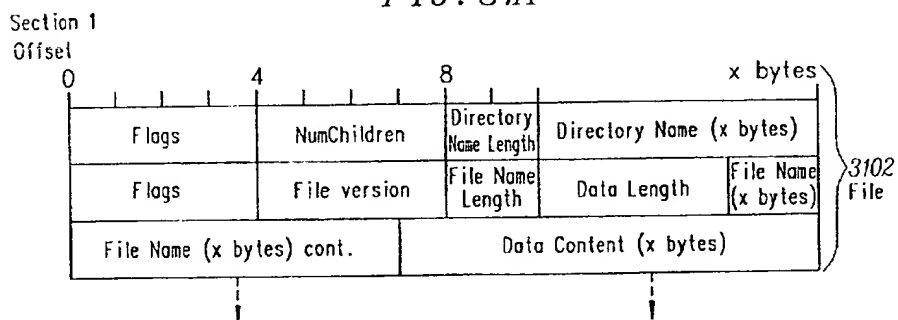 Section 1
Offset
0 4 8 x bytes
Flags NumChildren Directory Name Length Directory Name (x bytes)
Flags File version File Name Length Data Length File Name (x bytes)
File Name (x bytes) cont. Data Content (x bytes)
3102
File